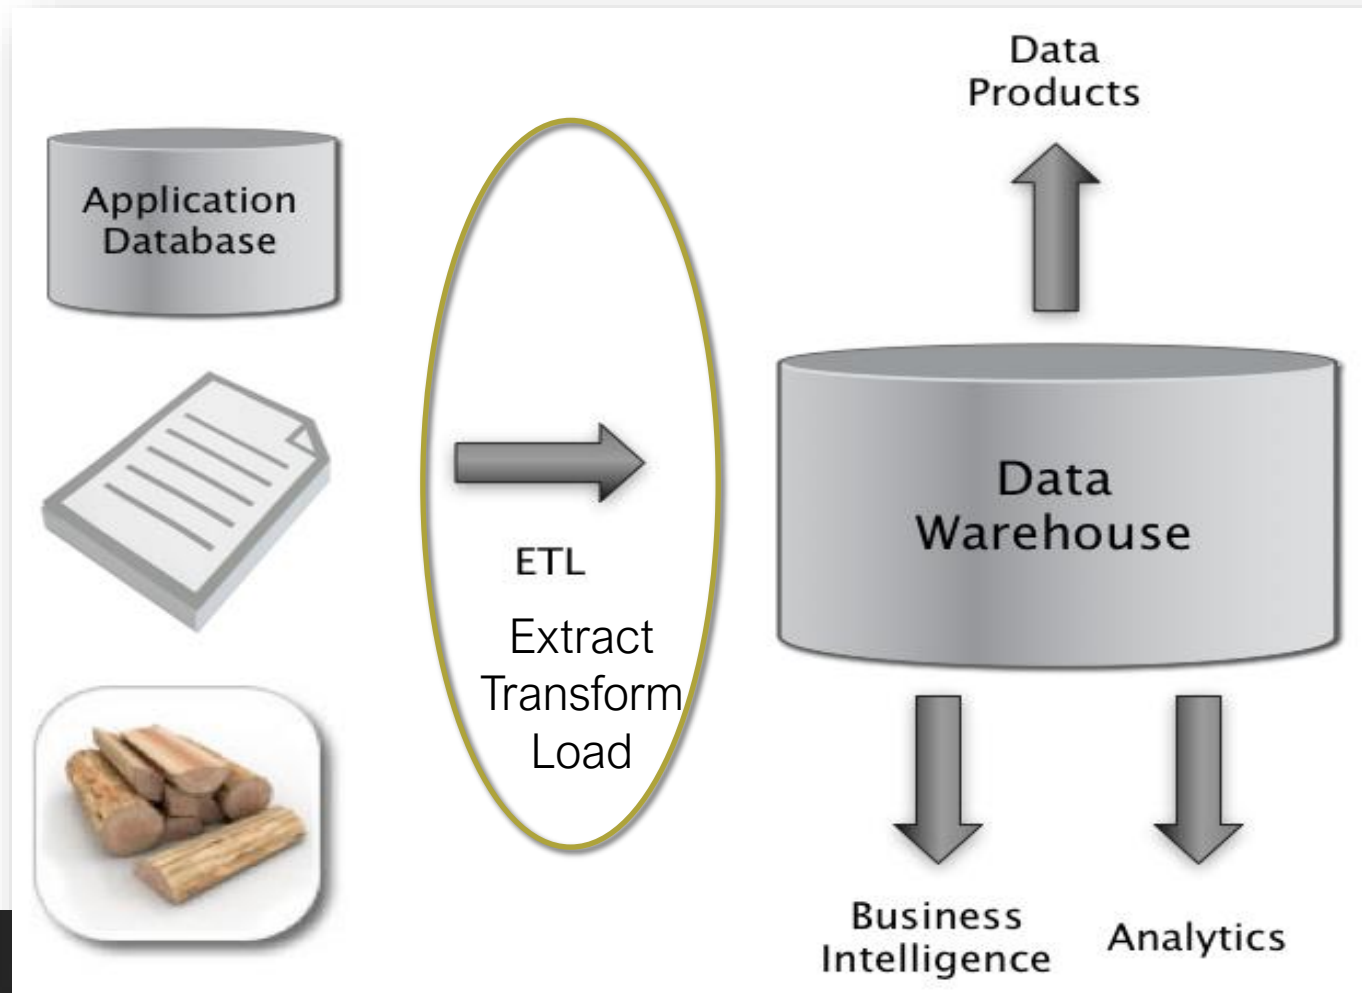 Data
Products
Application
Database
ETL
Extract
Transform
Load
Data
Warehouse
Business
Intelligence
Analytics